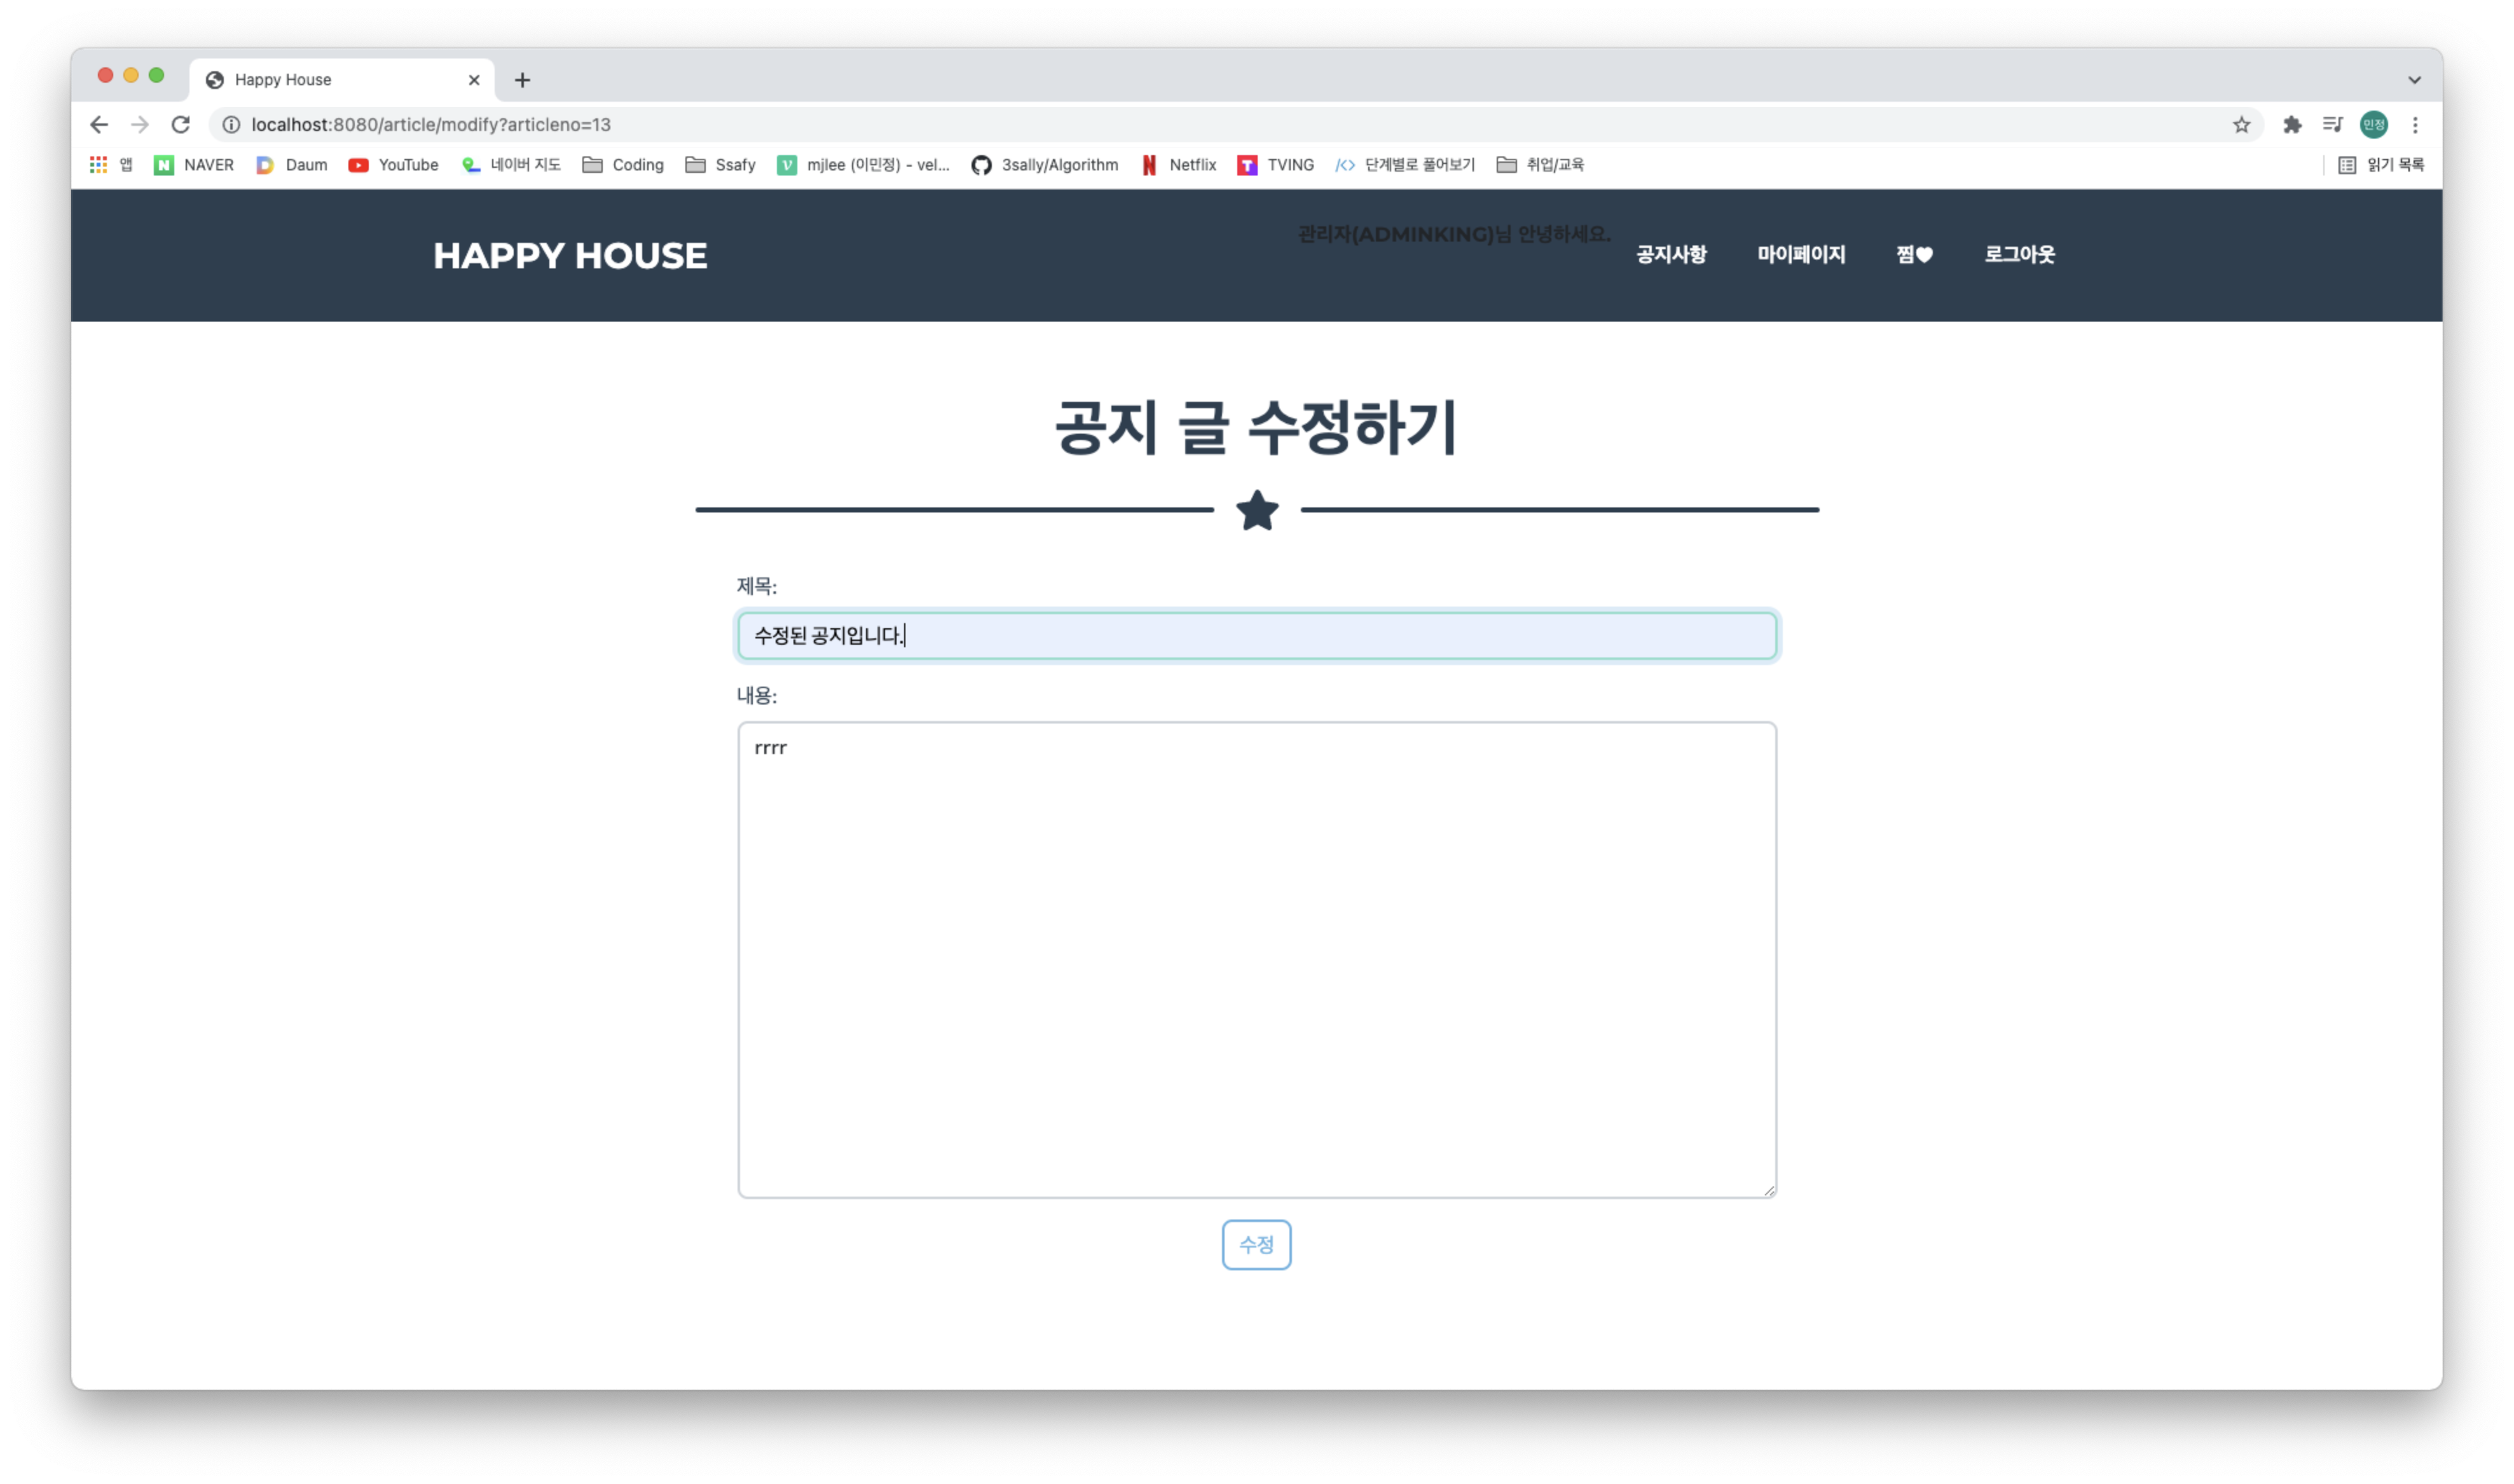 Happy House
localhost:8080/article/modify?articleno=13
앱 NAVER Daum YouTube 네이버 지도 Coding Ssafy mjlee (이민정) - vel... 3sally/Algorithm Netflix TVING 단계별로 풀어보기 취업/교육 읽기 목록
민정
HAPPY HOUSE 관리자(ADMINKING)님 안녕하세요. 공지사항 마이페이지 찜♥ 로그아웃
공지 글 수정하기
제목:
수정된 공지입니다.
내용:
rrrr
수정